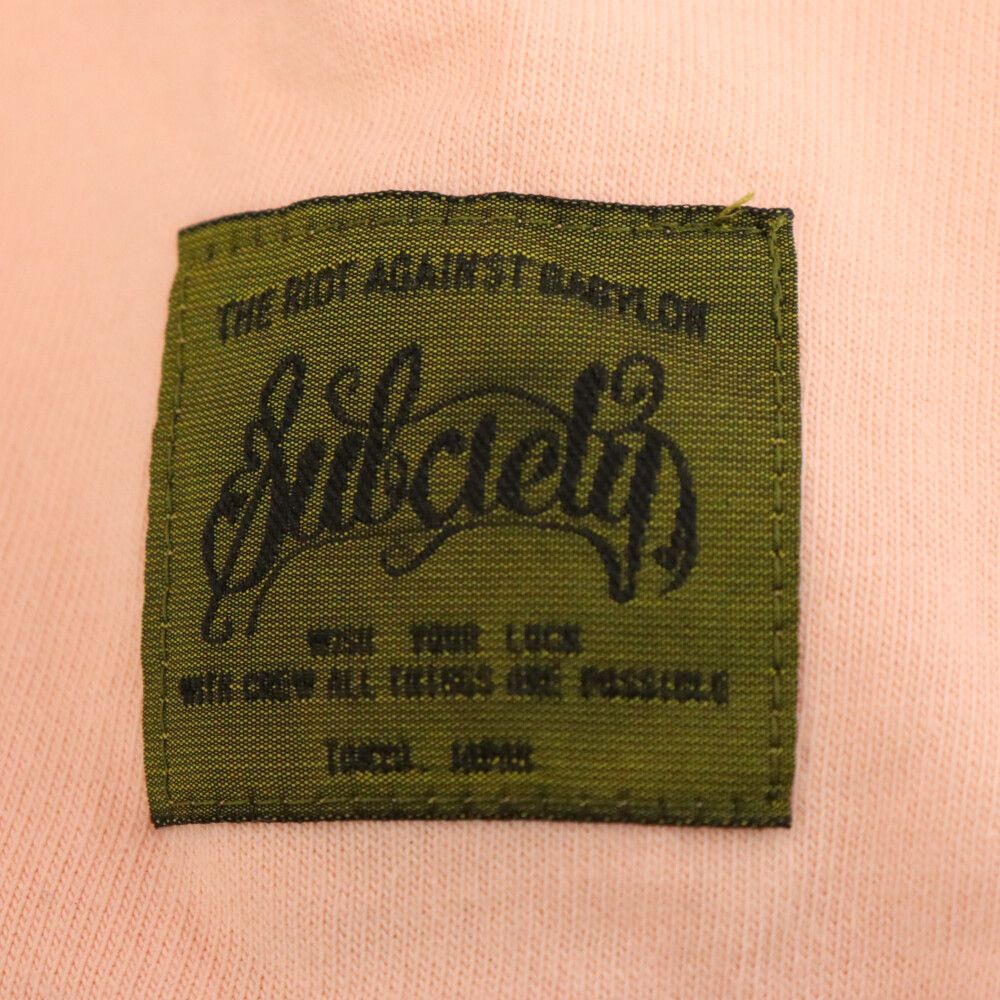 THE RIOT AGAINST BABYLON
Subciety
WISH YOUR LUCK
WITH CREW ALL THINGS ARE POSSIBLE
TOKYO. JAPAN